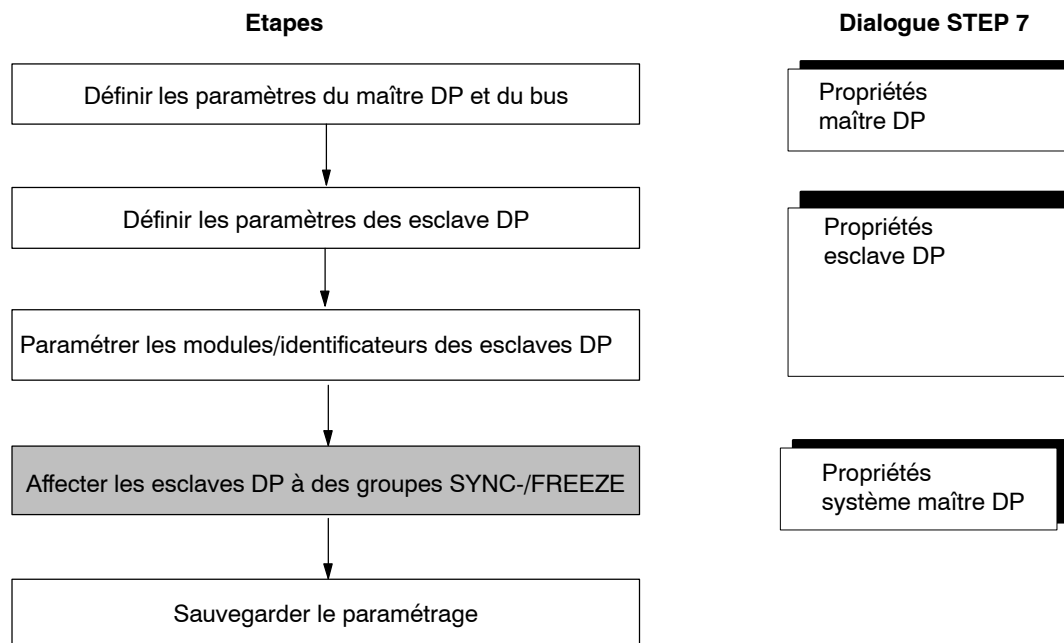 Etapes
Dialogue STEP 7
Définir les paramètres du maître DP et du bus
Propriétés
maître DP
Définir les paramètres des esclave DP
Propriétés
esclave DP
Paramétrer les modules/identificateurs des esclaves DP
Affecter les esclaves DP à des groupes SYNC-/FREEZE
Propriétés
système maître DP
Sauvegarder le paramétrage